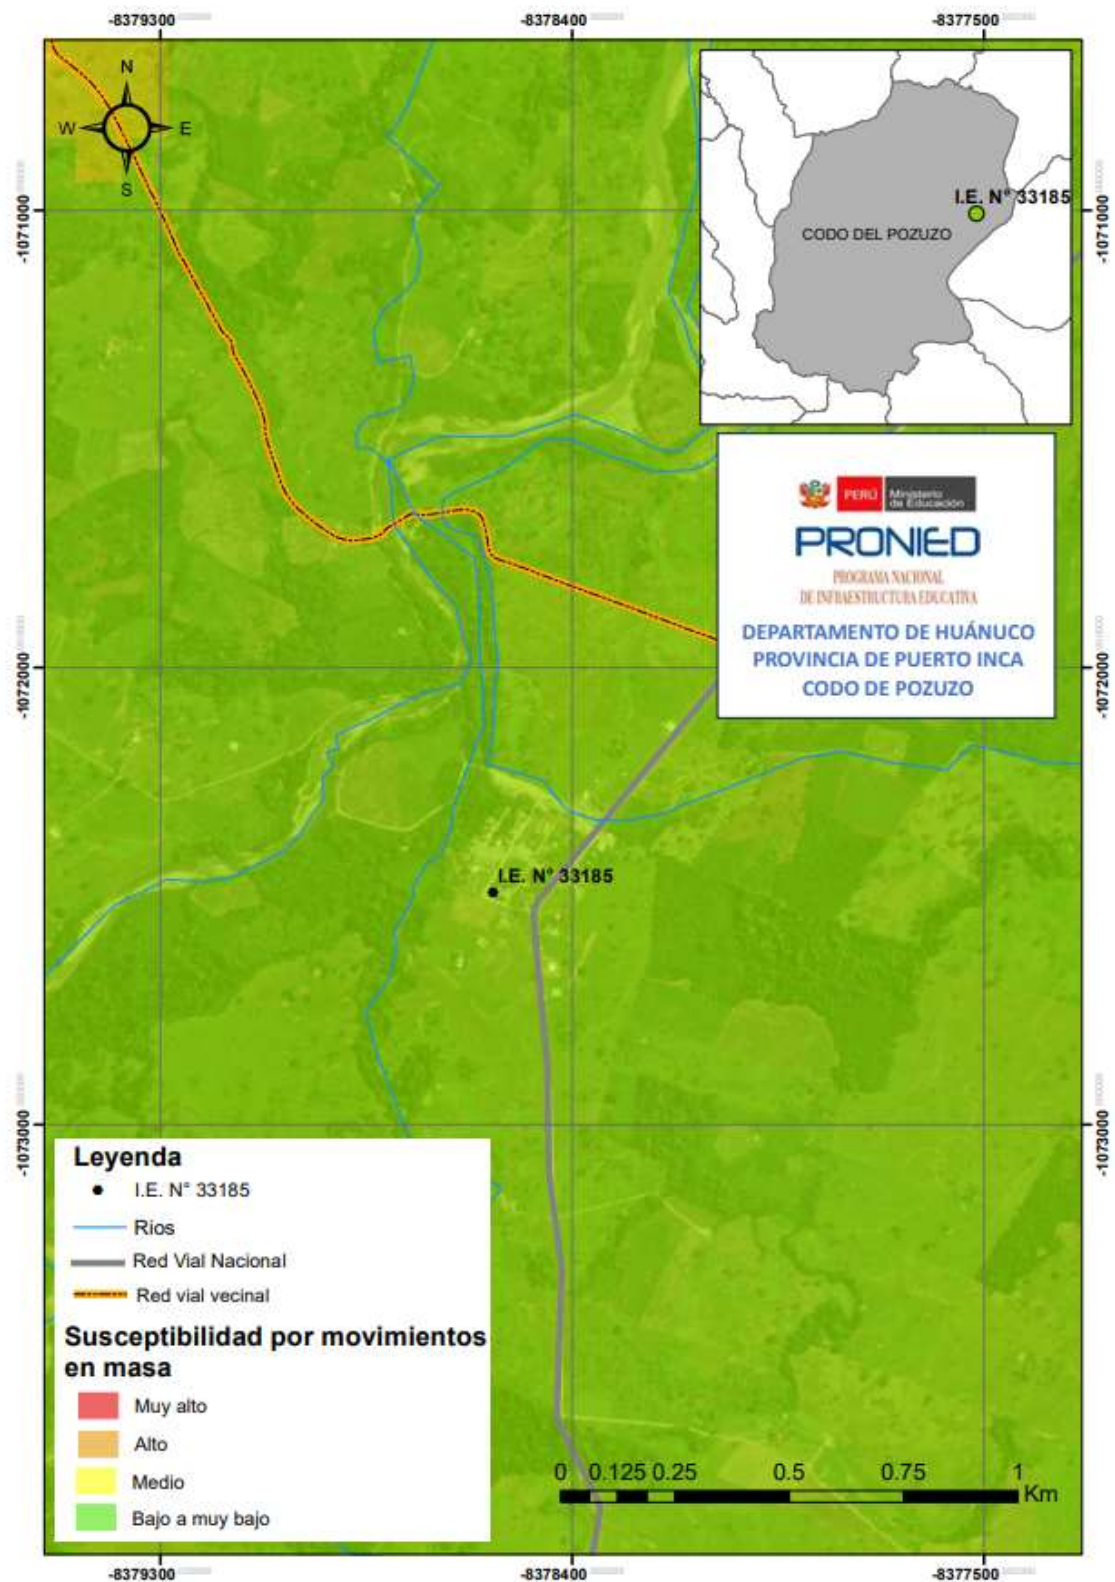 -8379300
-8378400
-8377500
N
W
E
S
-1071000
-1071000
I.E. N° 33185
CODO DEL POZUZO
PERÚ
Ministerio
de Educación
PRONIED
PROGRAMA NACIONAL
DE INFRAESTRUCTURA EDUCATIVA
DEPARTAMENTO DE HUÁNUCO
PROVINCIA DE PUERTO INCA
CODO DE POZUZO
-1072000
-1072000
I.E. N° 33185
-1073000
-1073000
Leyenda
I.E. N° 33185
Rios
Red Vial Nacional
Red vial vecinal
Susceptibilidad por movimientos
en masa
Muy alto
Alto
Medio
Bajo a muy bajo
0 0.125 0.25 0.5 0.75 1
Km
-8379300
-8378400
-8377500